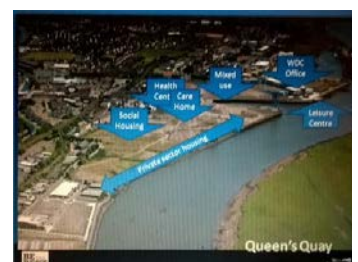 WDC
Office
Mixed
use
Health
Cent
Care
Home
Social
Housing
Leisure
Centre
Private sector housing
Queen's Quay